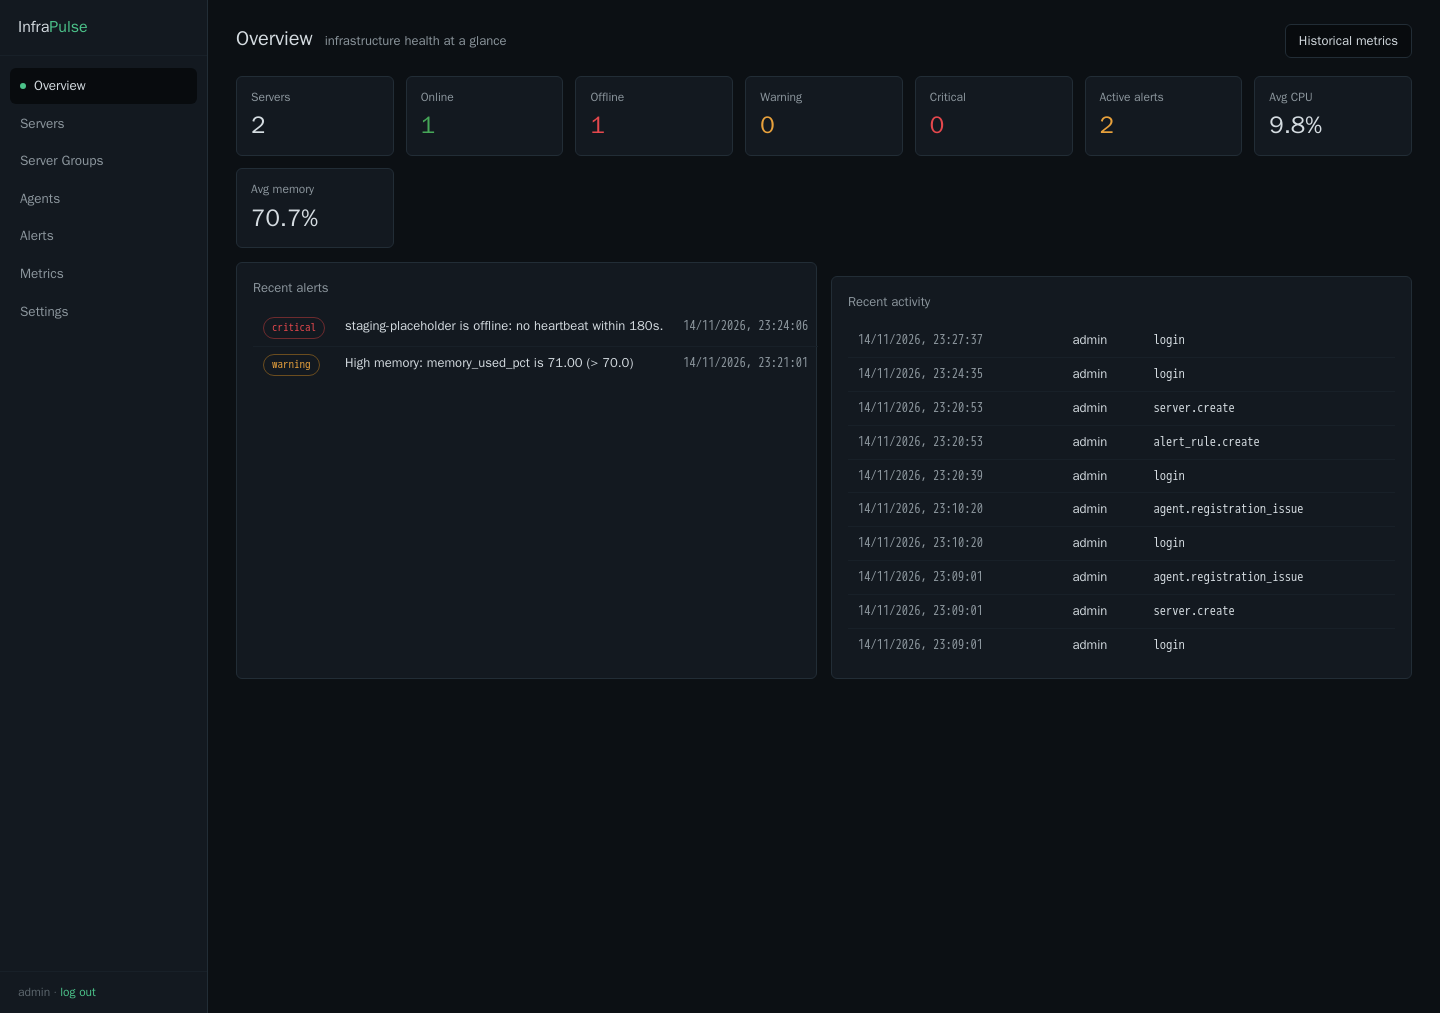 InfraPulse
Overview
Servers
Server Groups
Agents
Alerts
Metrics
Settings
admin · log out
Overview infrastructure health at a glance
Historical metrics
Servers
2
Online
1
Offline
1
Warning
0
Critical
0
Active alerts
2
Avg CPU
9.8%
Avg memory
70.7%
Recent alerts
critical staging-placeholder is offline: no heartbeat within 180s. 14/11/2026, 23:24:06
warning High memory: memory_used_pct is 71.00 (> 70.0) 14/11/2026, 23:21:01
Recent activity
14/11/2026, 23:27:37 admin login
14/11/2026, 23:24:35 admin login
14/11/2026, 23:20:53 admin server.create
14/11/2026, 23:20:53 admin alert_rule.create
14/11/2026, 23:20:39 admin login
14/11/2026, 23:10:20 admin agent.registration_issue
14/11/2026, 23:10:20 admin login
14/11/2026, 23:09:01 admin agent.registration_issue
14/11/2026, 23:09:01 admin server.create
14/11/2026, 23:09:01 admin login